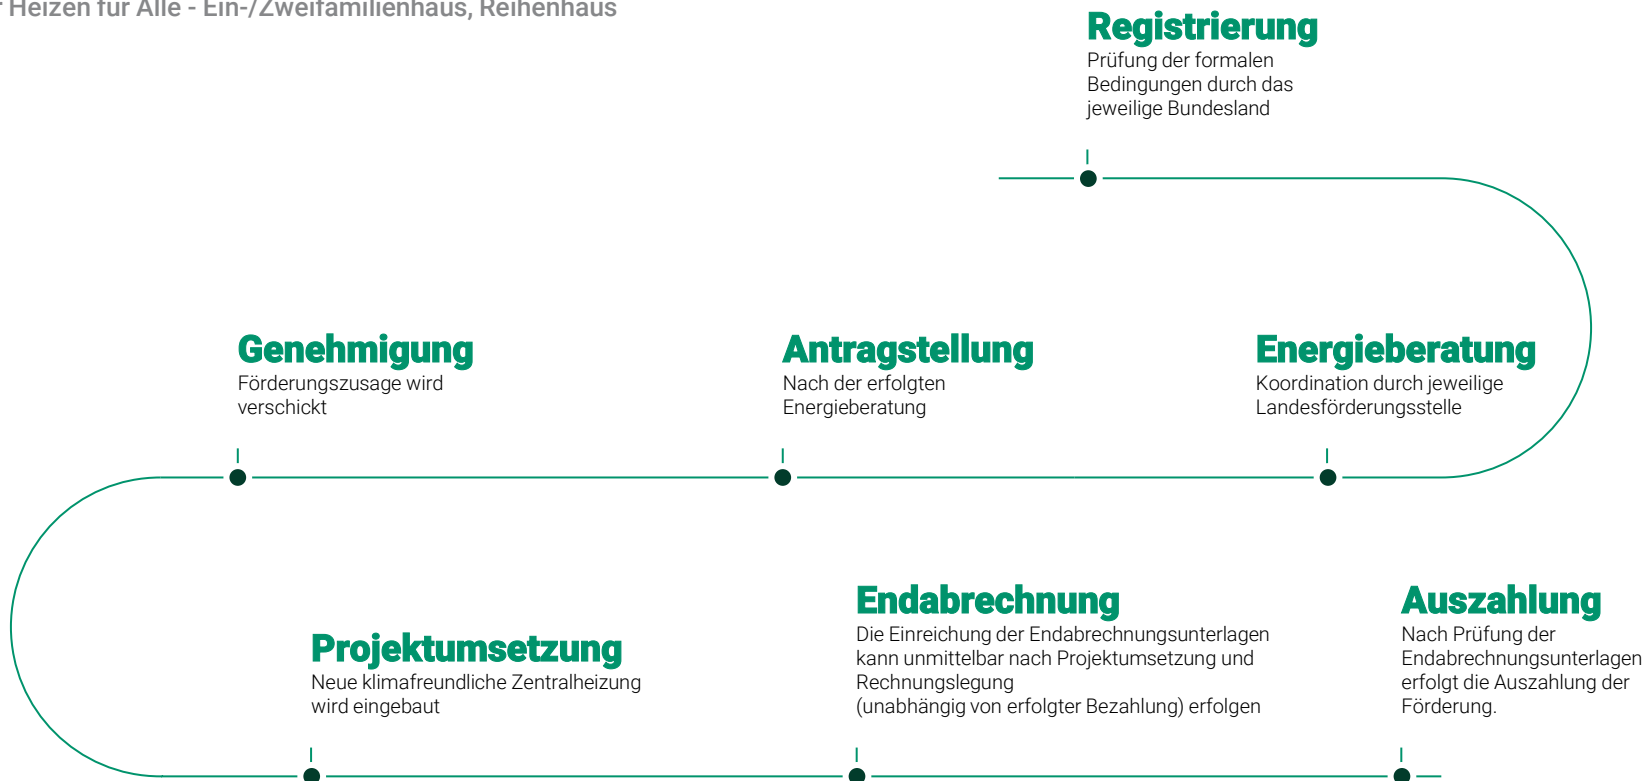 Heizen für Alle - Ein-/Zweifamilienhaus, Reihenhaus
Registrierung
Prüfung der formalen
Bedingungen durch das
jeweilige Bundesland
Energieberatung
Koordination durch jeweilige
Landesförderungsstelle
Antragstellung
Nach der erfolgten
Energieberatung
Genehmigung
Förderungszusage wird
verschickt
Projektumsetzung
Neue klimafreundliche Zentralheizung
wird eingebaut
Endabrechnung
Die Einreichung der Endabrechnungsunterlagen
kann unmittelbar nach Projektumsetzung und
Rechnungslegung
(unabhängig von erfolgter Bezahlung) erfolgen
Auszahlung
Nach Prüfung der
Endabrechnungsunterlagen
erfolgt die Auszahlung der
Förderung.